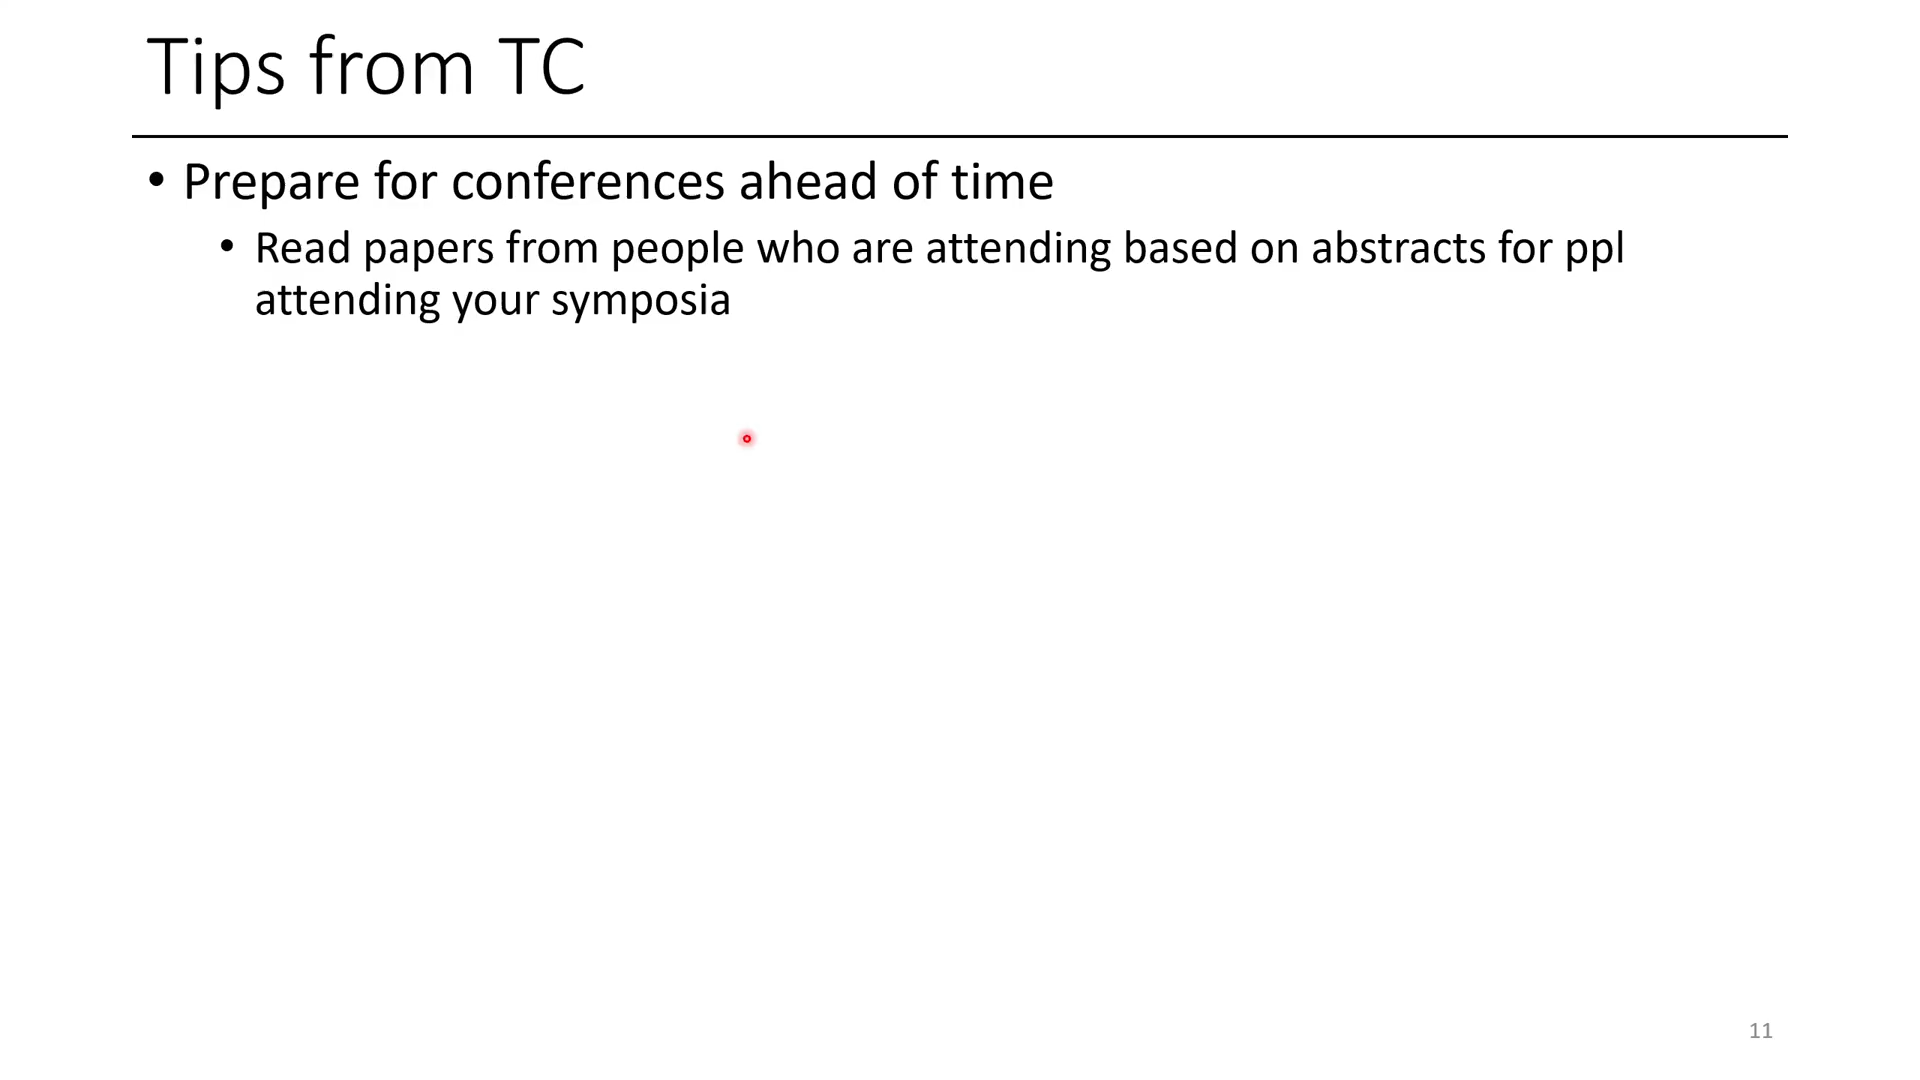 Tips from TC
• Prepare for conferences ahead of time
• Read papers from people who are attending based on abstracts for ppl
attending your symposia
11